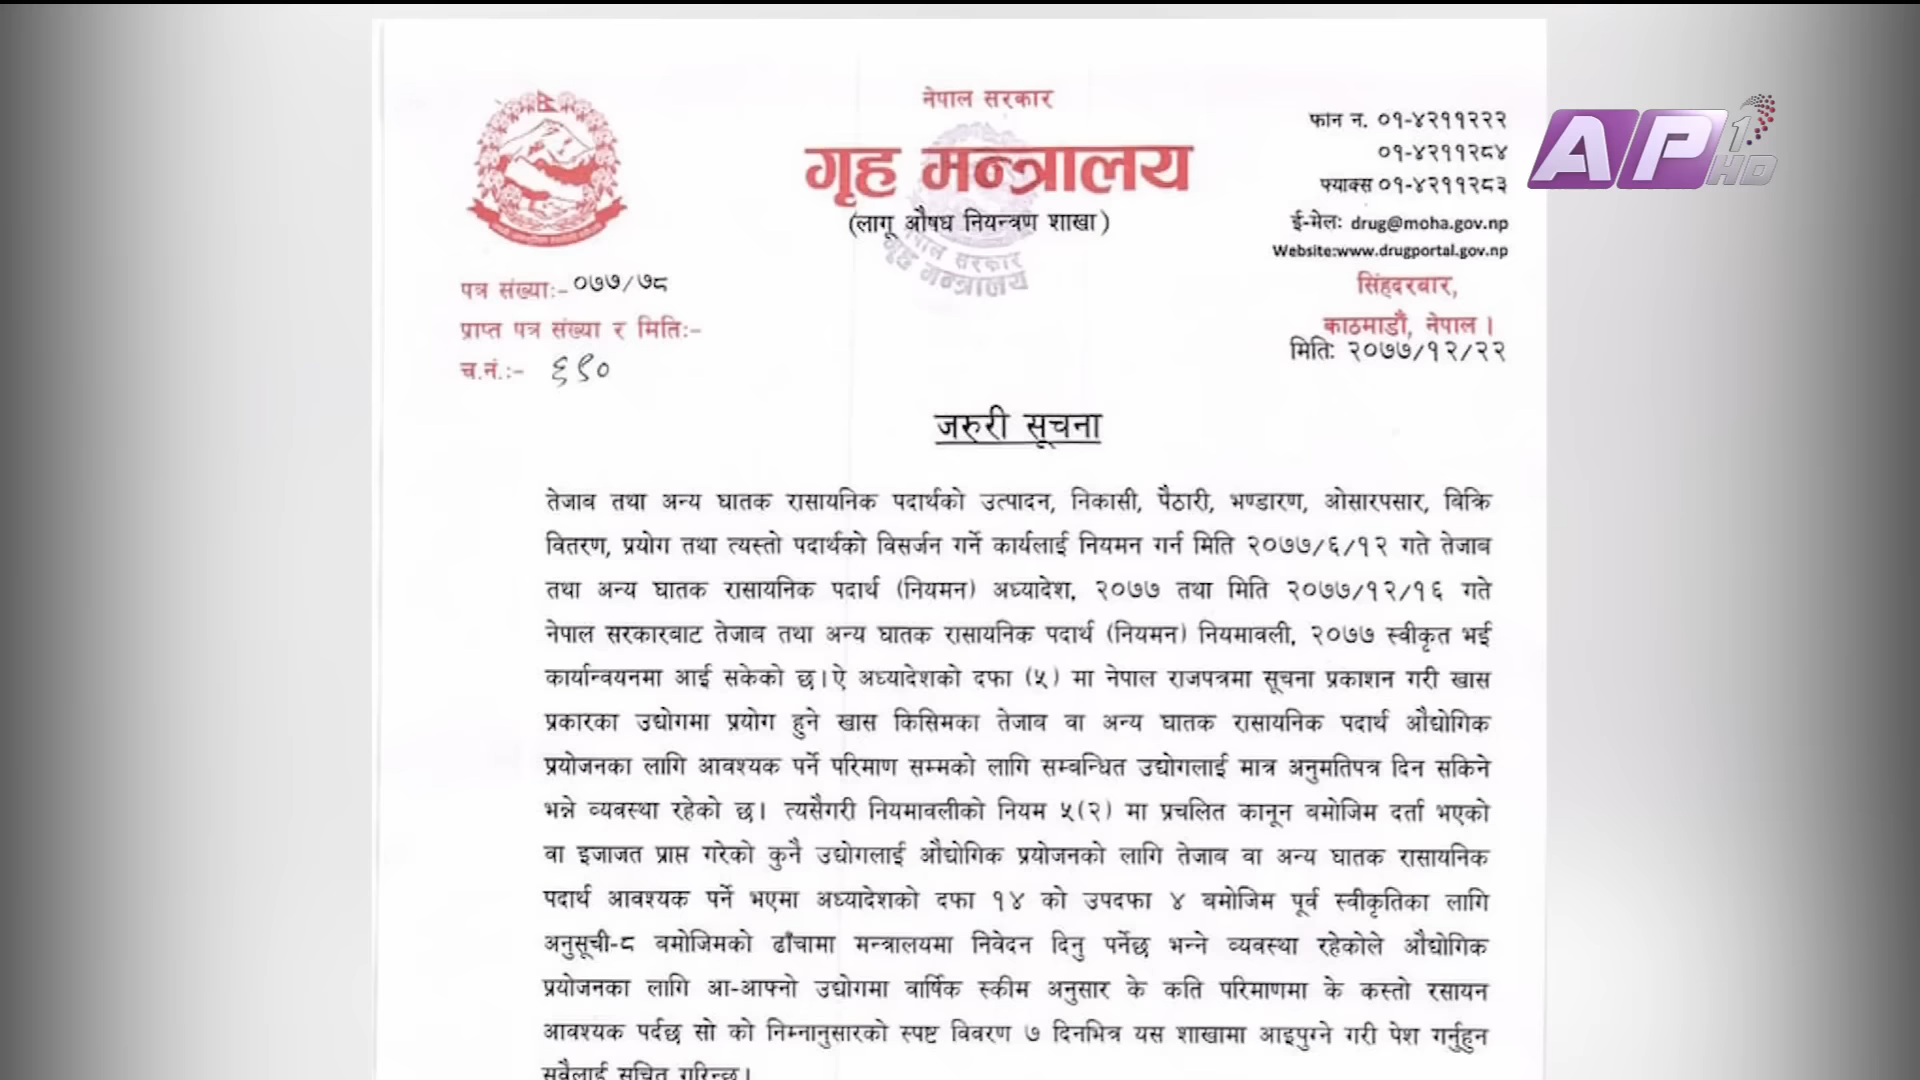 नेपाल सरकार
गृह मन्त्रालय
(लागू औषध नियन्त्रण शाखा)
नेपाल सरकार
गृह मन्त्रालय
फोन न. ०१-४२११२२२
०१-४२११२८४
फ्याक्स ०१-४२११२८३
ई-मेल: drug@moha.gov.np
Website:www.drugportal.gov.np
सिंहदरबार,
काठमाडौँ, नेपाल ।
मिति: २०७७/१२/२२
AP1 HD
पत्र संख्या:- ०७७/७८
प्राप्त पत्र संख्या र मिति:-
च.नं.:- ६९०
जरुरी सूचना
तेजाब तथा अन्य घातक रासायनिक पदार्थको उत्पादन, निकासी, पैठारी, भण्डारण, ओसारपसार, बिक्रि
वितरण, प्रयोग तथा त्यस्तो पदार्थको विसर्जन गर्ने कार्यलाई नियमन गर्न मिति २०७७/६/१२ गते तेजाब
तथा अन्य घातक रासायनिक पदार्थ (नियमन) अध्यादेश, २०७७ तथा मिति २०७७/१२/१६ गते
नेपाल सरकारबाट तेजाब तथा अन्य घातक रासायनिक पदार्थ (नियमन) नियमावली, २०७७ स्वीकृत भई
कार्यान्वयनमा आई सकेको छ।ऐ अध्यादेशको दफा (५) मा नेपाल राजपत्रमा सूचना प्रकाशन गरी खास
प्रकारका उद्योगमा प्रयोग हुने खास किसिमका तेजाब वा अन्य घातक रासायनिक पदार्थ औद्योगिक
प्रयोजनका लागि आवश्यक पर्ने परिमाण सम्मको लागि सम्बन्धित उद्योगलाई मात्र अनुमतिपत्र दिन सकिने
भन्ने व्यवस्था रहेको छ। त्यसैगरी नियमावलीको नियम ५(२) मा प्रचलित कानून बमोजिम दर्ता भएको
वा इजाजत प्राप्त गरेको कुनै उद्योगलाई औद्योगिक प्रयोजनको लागि तेजाब वा अन्य घातक रासायनिक
पदार्थ आवश्यक पर्ने भएमा अध्यादेशको दफा १४ को उपदफा ४ बमोजिम पूर्व स्वीकृतिका लागि
अनुसूची-८ बमोजिमको ढाँचामा मन्त्रालयमा निवेदन दिनु पर्नेछ भन्ने व्यवस्था रहेकोले औद्योगिक
प्रयोजनका लागि आ-आफ्नो उद्योगमा वार्षिक स्कीम अनुसार के कति परिमाणमा के कस्तो रसायन
आवश्यक पर्दछ सो को निम्नानुसारको स्पष्ट विवरण ७ दिनभित्र यस शाखामा आइपुग्ने गरी पेश गर्नुहुन
सबैलाई सूचित गरिन्छ।